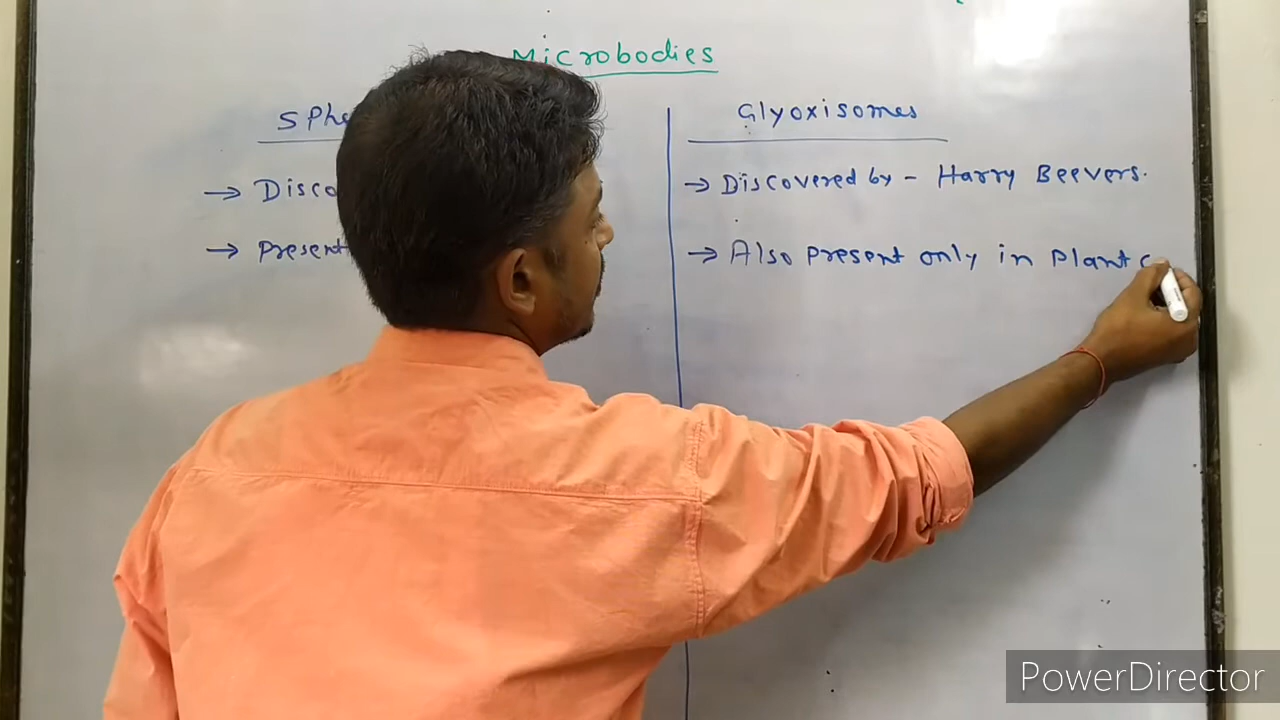 Microbodies
Sphe
Glyoxisomes
→ Disco
→ Discovered by - Harry Beevers.
→ Present
→ Also present only in plant c
PowerDirector